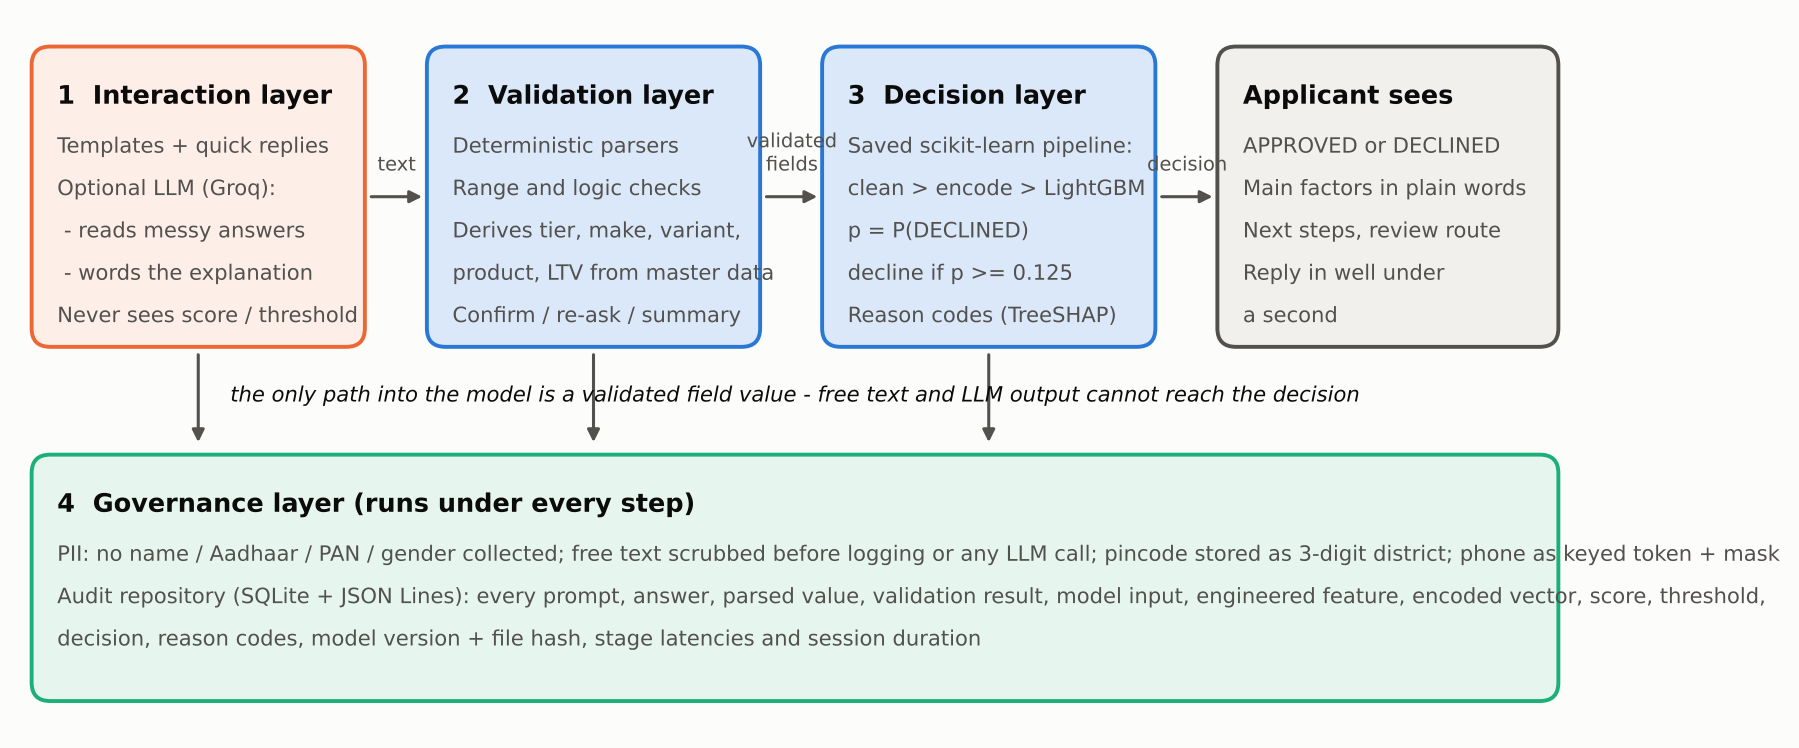 1  Interaction layer
Templates + quick replies
Optional LLM (Groq):
- reads messy answers
- words the explanation
Never sees score / threshold
text
2  Validation layer
Deterministic parsers
Range and logic checks
Derives tier, make, variant,
product, LTV from master data
Confirm / re-ask / summary
validated
fields
3  Decision layer
Saved scikit-learn pipeline:
clean > encode > LightGBM
p = P(DECLINED)
decline if p >= 0.125
Reason codes (TreeSHAP)
decision
Applicant sees
APPROVED or DECLINED
Main factors in plain words
Next steps, review route
Reply in well under
a second
the only path into the model is a validated field value - free text and LLM output cannot reach the decision
4  Governance layer (runs under every step)
PII: no name / Aadhaar / PAN / gender collected; free text scrubbed before logging or any LLM call; pincode stored as 3-digit district; phone as keyed token + mask
Audit repository (SQLite + JSON Lines): every prompt, answer, parsed value, validation result, model input, engineered feature, encoded vector, score, threshold,
decision, reason codes, model version + file hash, stage latencies and session duration